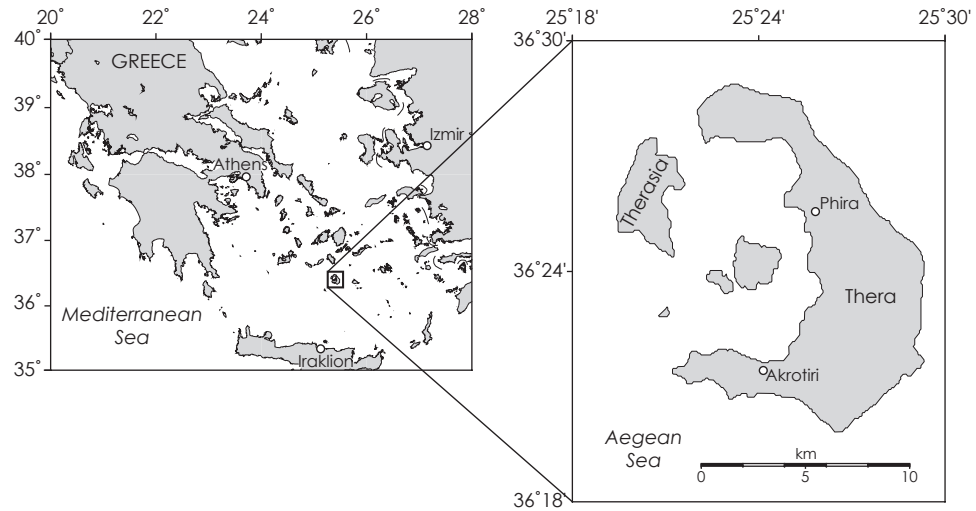 20˚ 22˚ 24˚ 26˚ 28˚
40˚
39˚
38˚
37˚
36˚
35˚
GREECE
Izmir
Athens
Mediterranean
Sea
Iraklion
25˚18' 25˚24' 25˚30'
36˚30'
36˚24'
36˚18'
Therasia
Phira
Thera
Akrotiri
Aegean
Sea
km
0 5 10